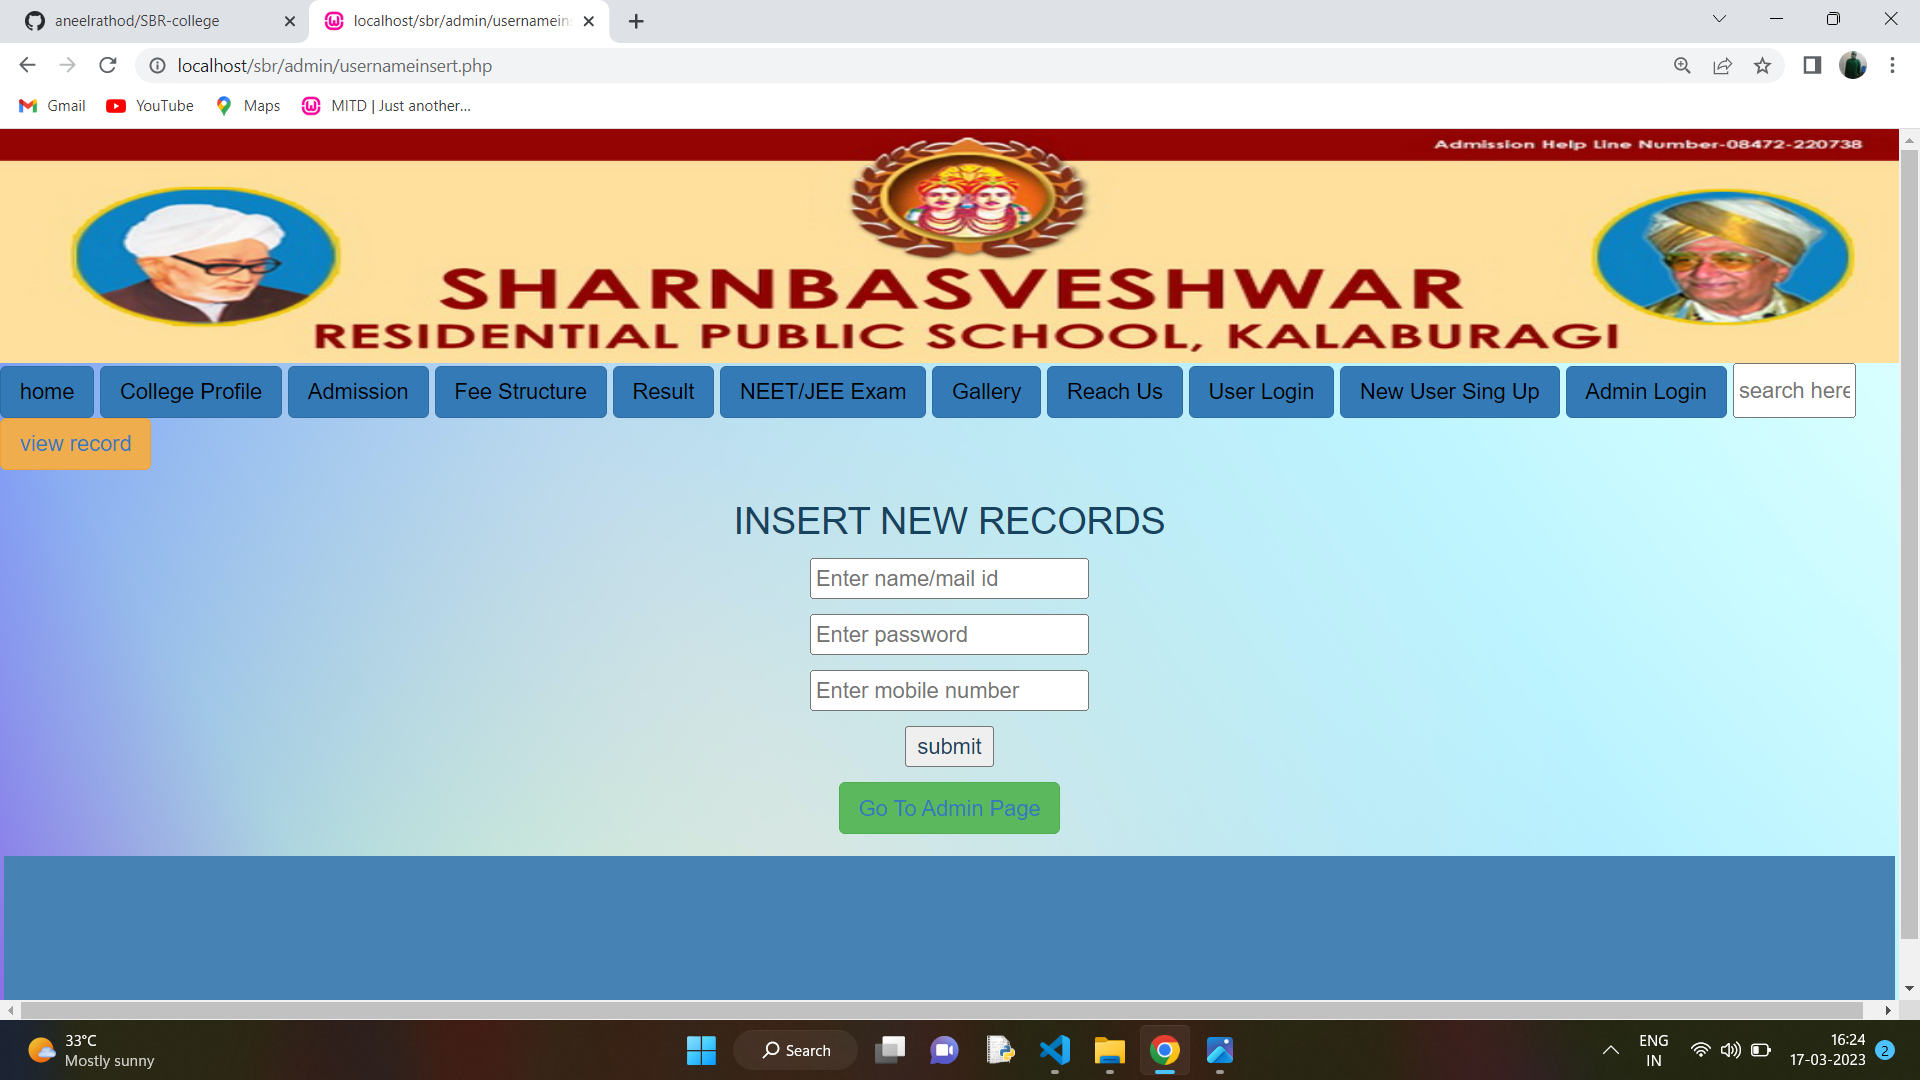 aneelrathod/SBR-college
localhost/sbr/admin/usernamein
localhost/sbr/admin/usernameinsert.php
Gmail YouTube Maps MITD | Just another...
Admission Help Line Number-08472-220738
SHARNBASVESHWAR
RESIDENTIAL PUBLIC SCHOOL, KALABURAGI
home College Profile Admission Fee Structure Result NEET/JEE Exam Gallery Reach Us User Login New User Sing Up Admin Login search here
view record
INSERT NEW RECORDS
Enter name/mail id
Enter password
Enter mobile number
submit
Go To Admin Page
33°C
Mostly sunny
Search
ENG
IN
16:24
17-03-2023
2